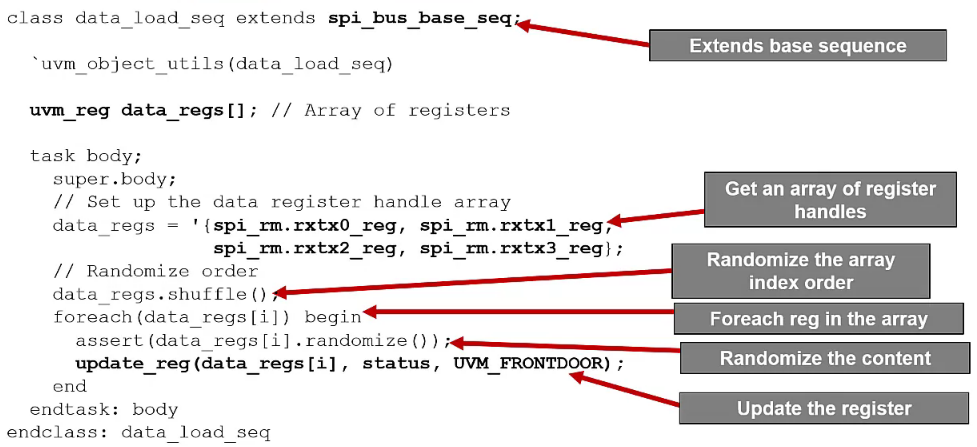 class data_load_seq extends spi_bus_base_seq;
Extends base sequence
`uvm_object_utils(data_load_seq)
uvm_reg data_regs[]; // Array of registers
task body;
super.body;
// Set up the data register handle array
data_regs = '{spi_rm.rxtx0_reg, spi_rm.rxtx1_reg,
spi_rm.rxtx2_reg, spi_rm.rxtx3_reg};
Get an array of register
handles
// Randomize order
data_regs.shuffle();
Randomize the array
index order
foreach(data_regs[i]) begin
Foreach reg in the array
assert(data_regs[i].randomize());
Randomize the content
update_reg(data_regs[i], status, UVM_FRONTDOOR);
Update the register
end
endtask: body
endclass: data_load_seq